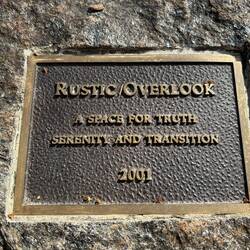 RUSTIC/OVERLOOK
A SPACE FOR TRUTH
SERENITY AND TRANSITION
2001